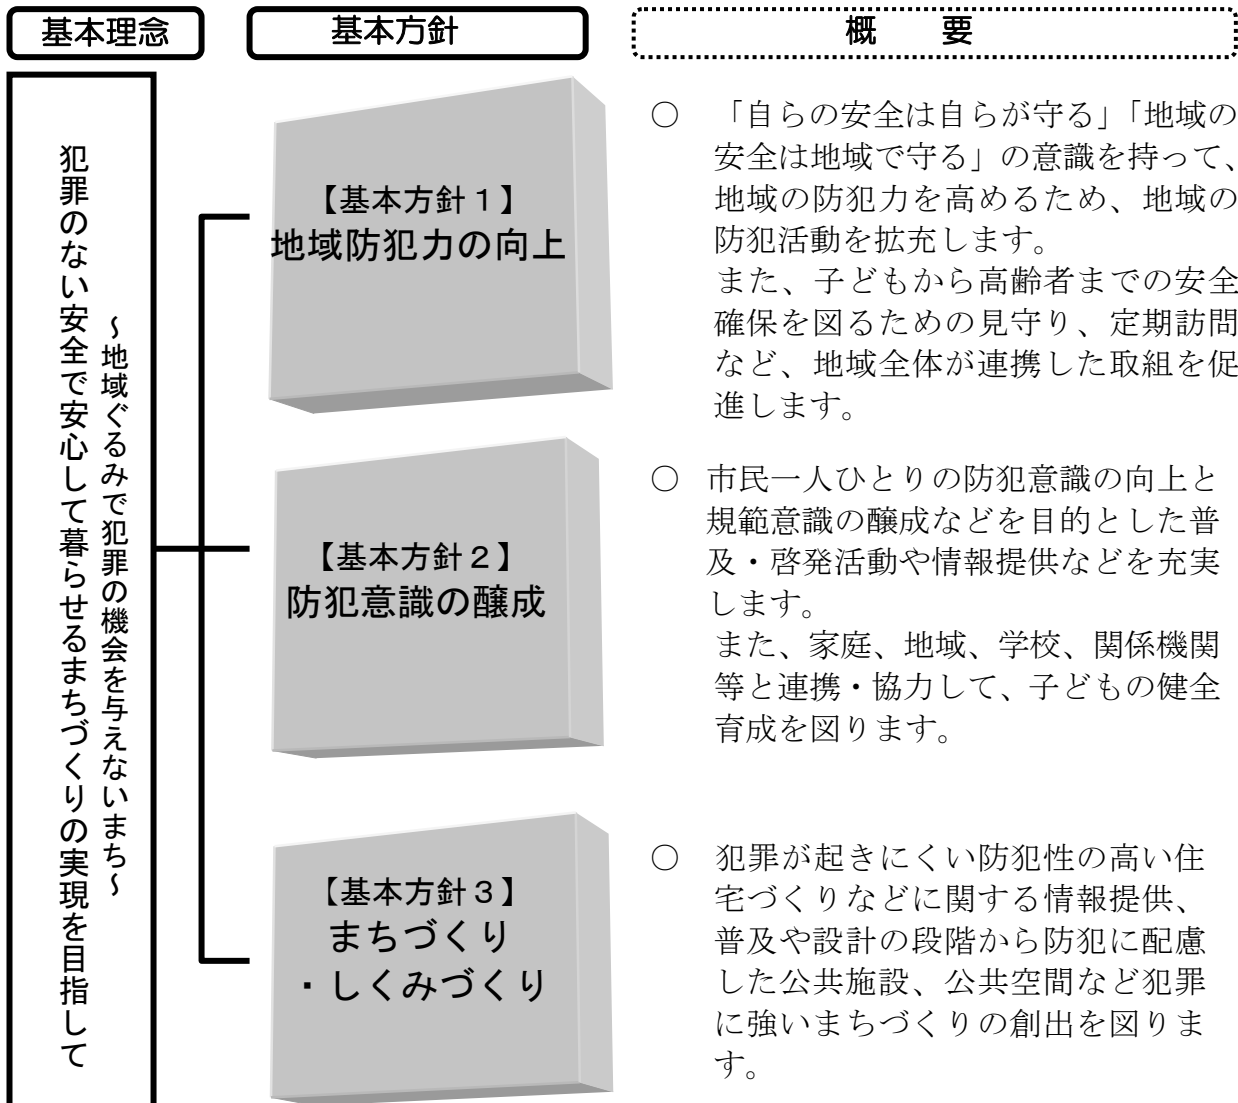 基本理念
基本方針
概　　要
犯罪のない安全で安心して暮らせるまちづくりの実現を目指して
～地域ぐるみで犯罪の機会を与えないまち～
【基本方針１】
地域防犯力の向上
○　「自らの安全は自らが守る」「地域の
安全は地域で守る」の意識を持って、
地域の防犯力を高めるため、地域の
防犯活動を拡充します。
また、子どもから高齢者までの安全
確保を図るための見守り、定期訪問
など、地域全体が連携した取組を促
進します。
【基本方針２】
防犯意識の醸成
○　市民一人ひとりの防犯意識の向上と
規範意識の醸成などを目的とした普
及・啓発活動や情報提供などを充実
します。
また、家庭、地域、学校、関係機関
等と連携・協力して、子どもの健全
育成を図ります。
【基本方針３】
まちづくり
・しくみづくり
○　犯罪が起きにくい防犯性の高い住
宅づくりなどに関する情報提供、
普及や設計の段階から防犯に配慮
した公共施設、公共空間など犯罪
に強いまちづくりの創出を図りま
す。